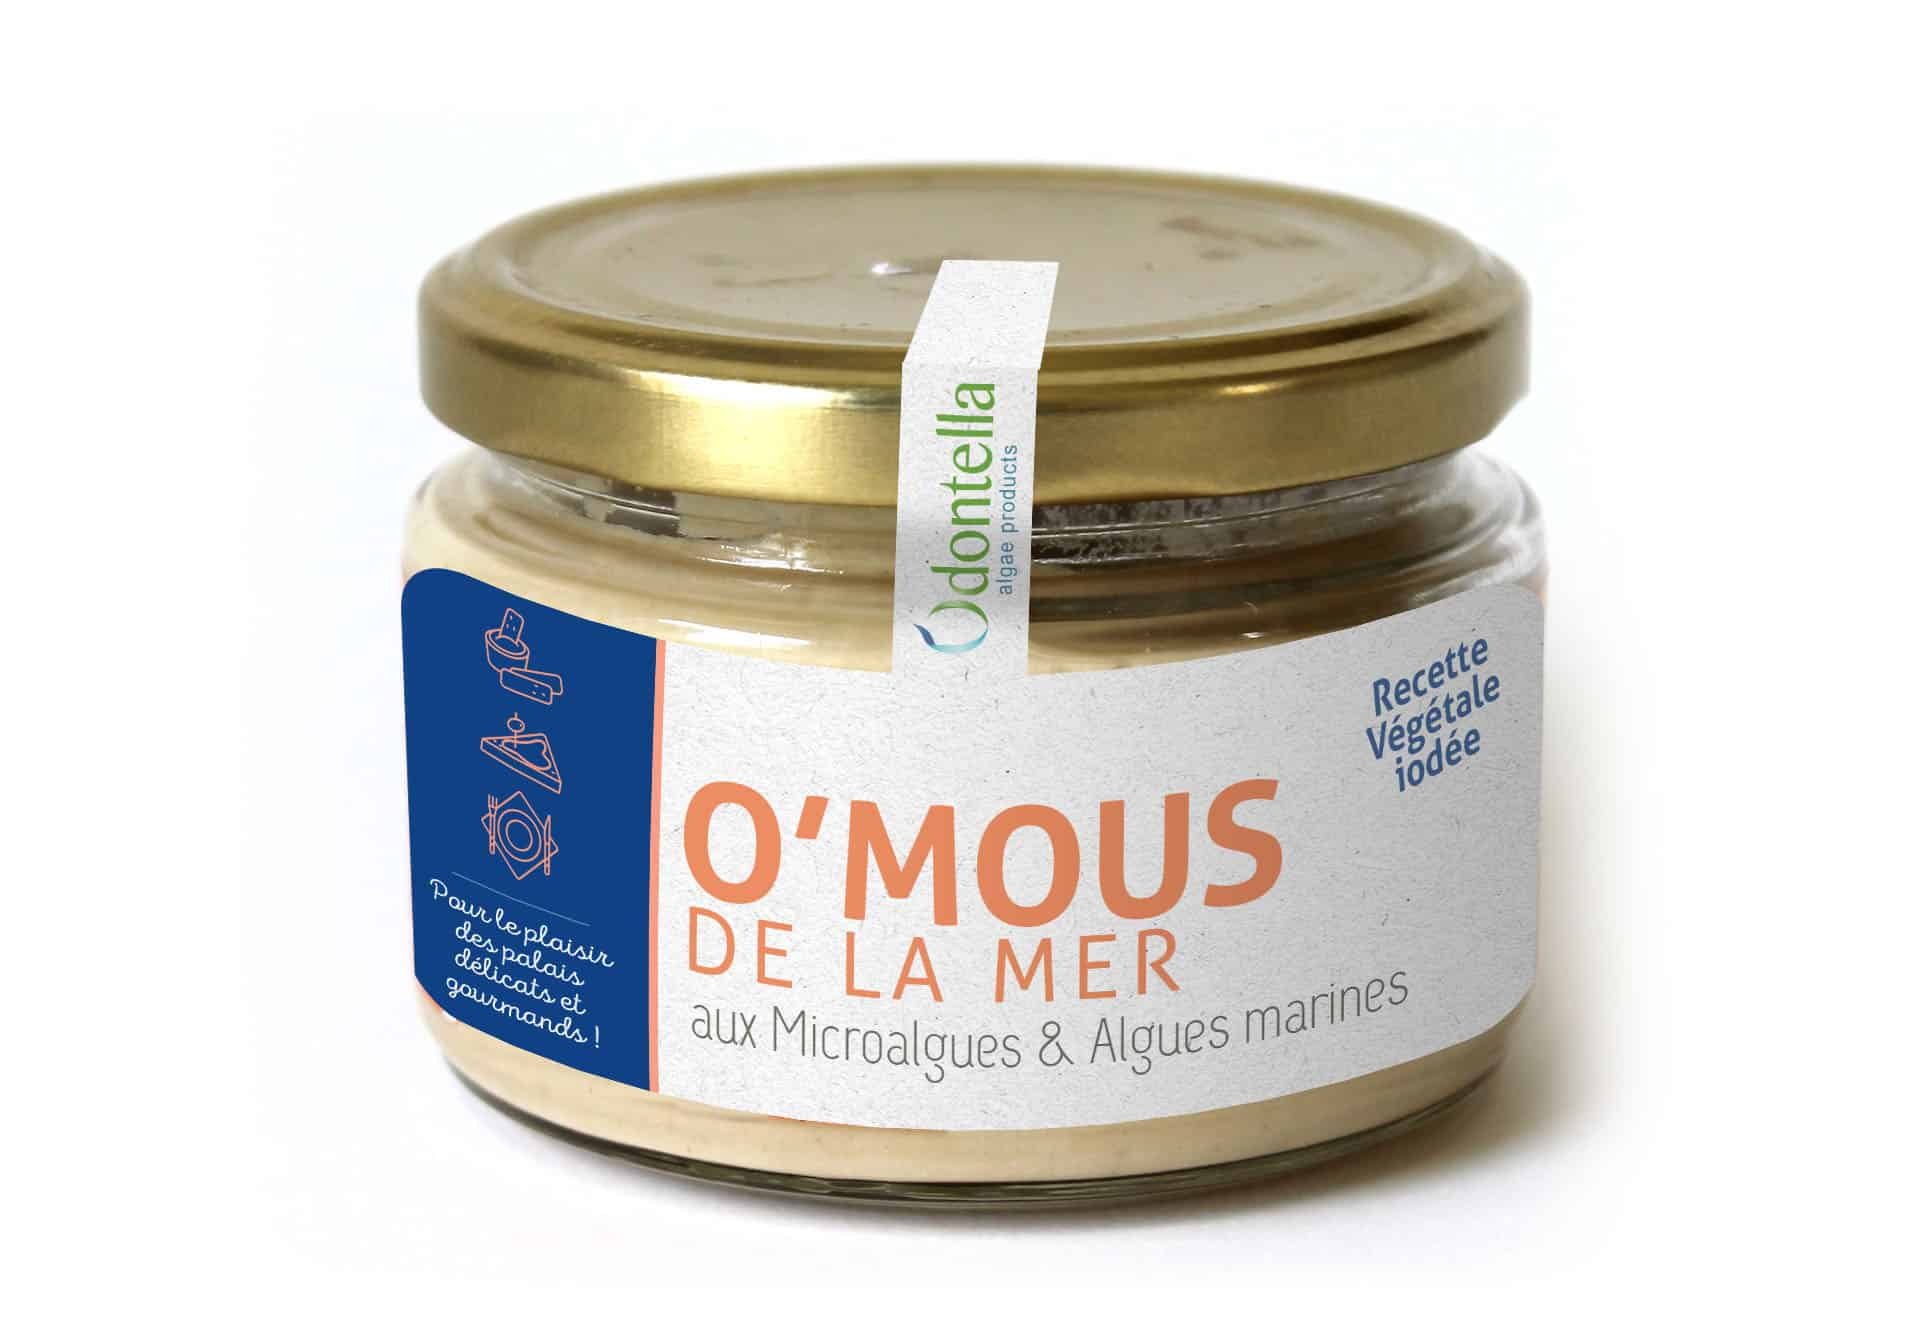 Odontella
algae products
Recette
Végétale
iodée
O'MOUS
DE LA MER
aux Microalgues & Algues marines
Pour le plaisir
des palais
délicats et
gourmands !